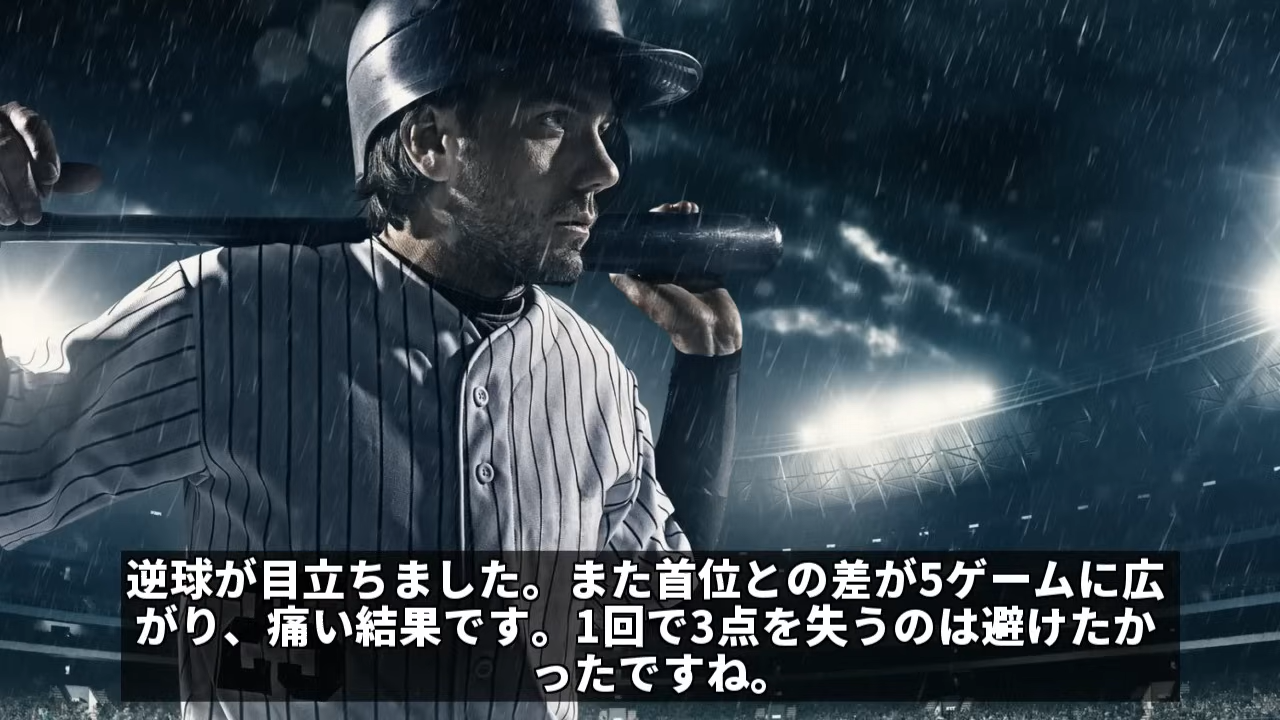 逆球が目立ちました。また首位との差が5ゲームに広
がり、痛い結果です。1回で3点を失うのは避けたか
ったですね。
23